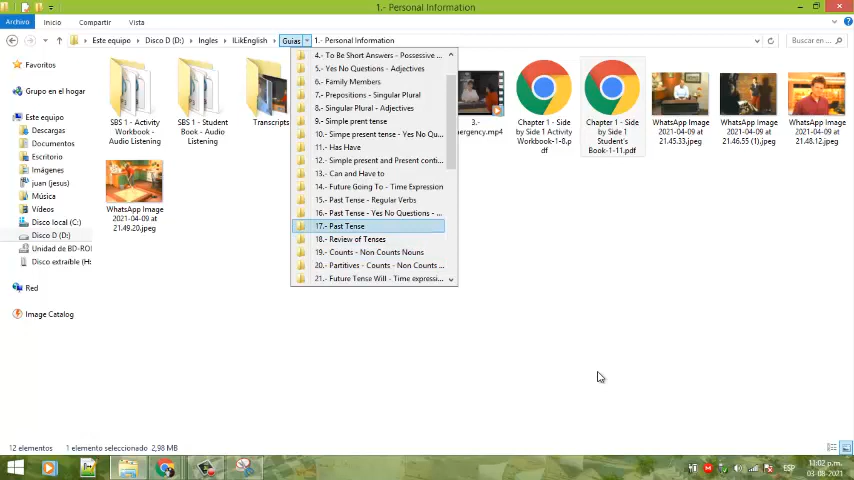 1.- Personal Information
Archivo Inicio Compartir Vista
Este equipo Disco D (D:) Ingles ILikEnglish Guias 1.- Personal Information
Buscar en ...
Favoritos
Grupo en el hogar
Este equipo
Descargas
Documentos
Escritorio
Imágenes
juan (jesus)
Música
Vídeos
Disco local (C:)
Disco D (D:)
Unidad de BD-RO
Disco extraíble (H:
Red
Image Catalog
SBS 1 - Activity
Workbook -
Audio Listening
SBS 1 - Student
Book - Audio
Listening
Transcripts
4.- To Be Short Answers - Possessive ...
5.- Yes No Questions - Adjectives
6.- Family Members
7.- Prepositions - Singular Plural
8.- Singular Plural - Adjectives
9.- Simple prent tense
10.- Simpe present tense - Yes No Qu...
11.- Has Have
12.- Simple present and Present conti...
13.- Can and Have to
14.- Future Going To - Time Expression
15.- Past Tense - Regular Verbs
16.- Past Tense - Yes No Questions - ...
17.- Past Tense
18.- Review of Tenses
19.- Counts - Non Counts Nouns
20.- Partitives - Counts - Non Counts ...
21.- Future Tense Will - Time expressi...
3.-
ergency.mp4
Chapter 1 - Side
by Side 1 Activity
Workbook-1-8.p
df
Chapter 1 - Side
by Side 1
Student's
Book-1-11.pdf
WhatsApp Image
2021-04-09 at
21.45.33.jpeg
WhatsApp Image
2021-04-09 at
21.46.55 (1).jpeg
WhatsApp Image
2021-04-09 at
21.48.12.jpeg
WhatsApp Image
2021-04-09 at
21.49.20.jpeg
12 elementos 1 elemento seleccionado 2,98 MB
ESP
11:02 p.m.
03-08-2021